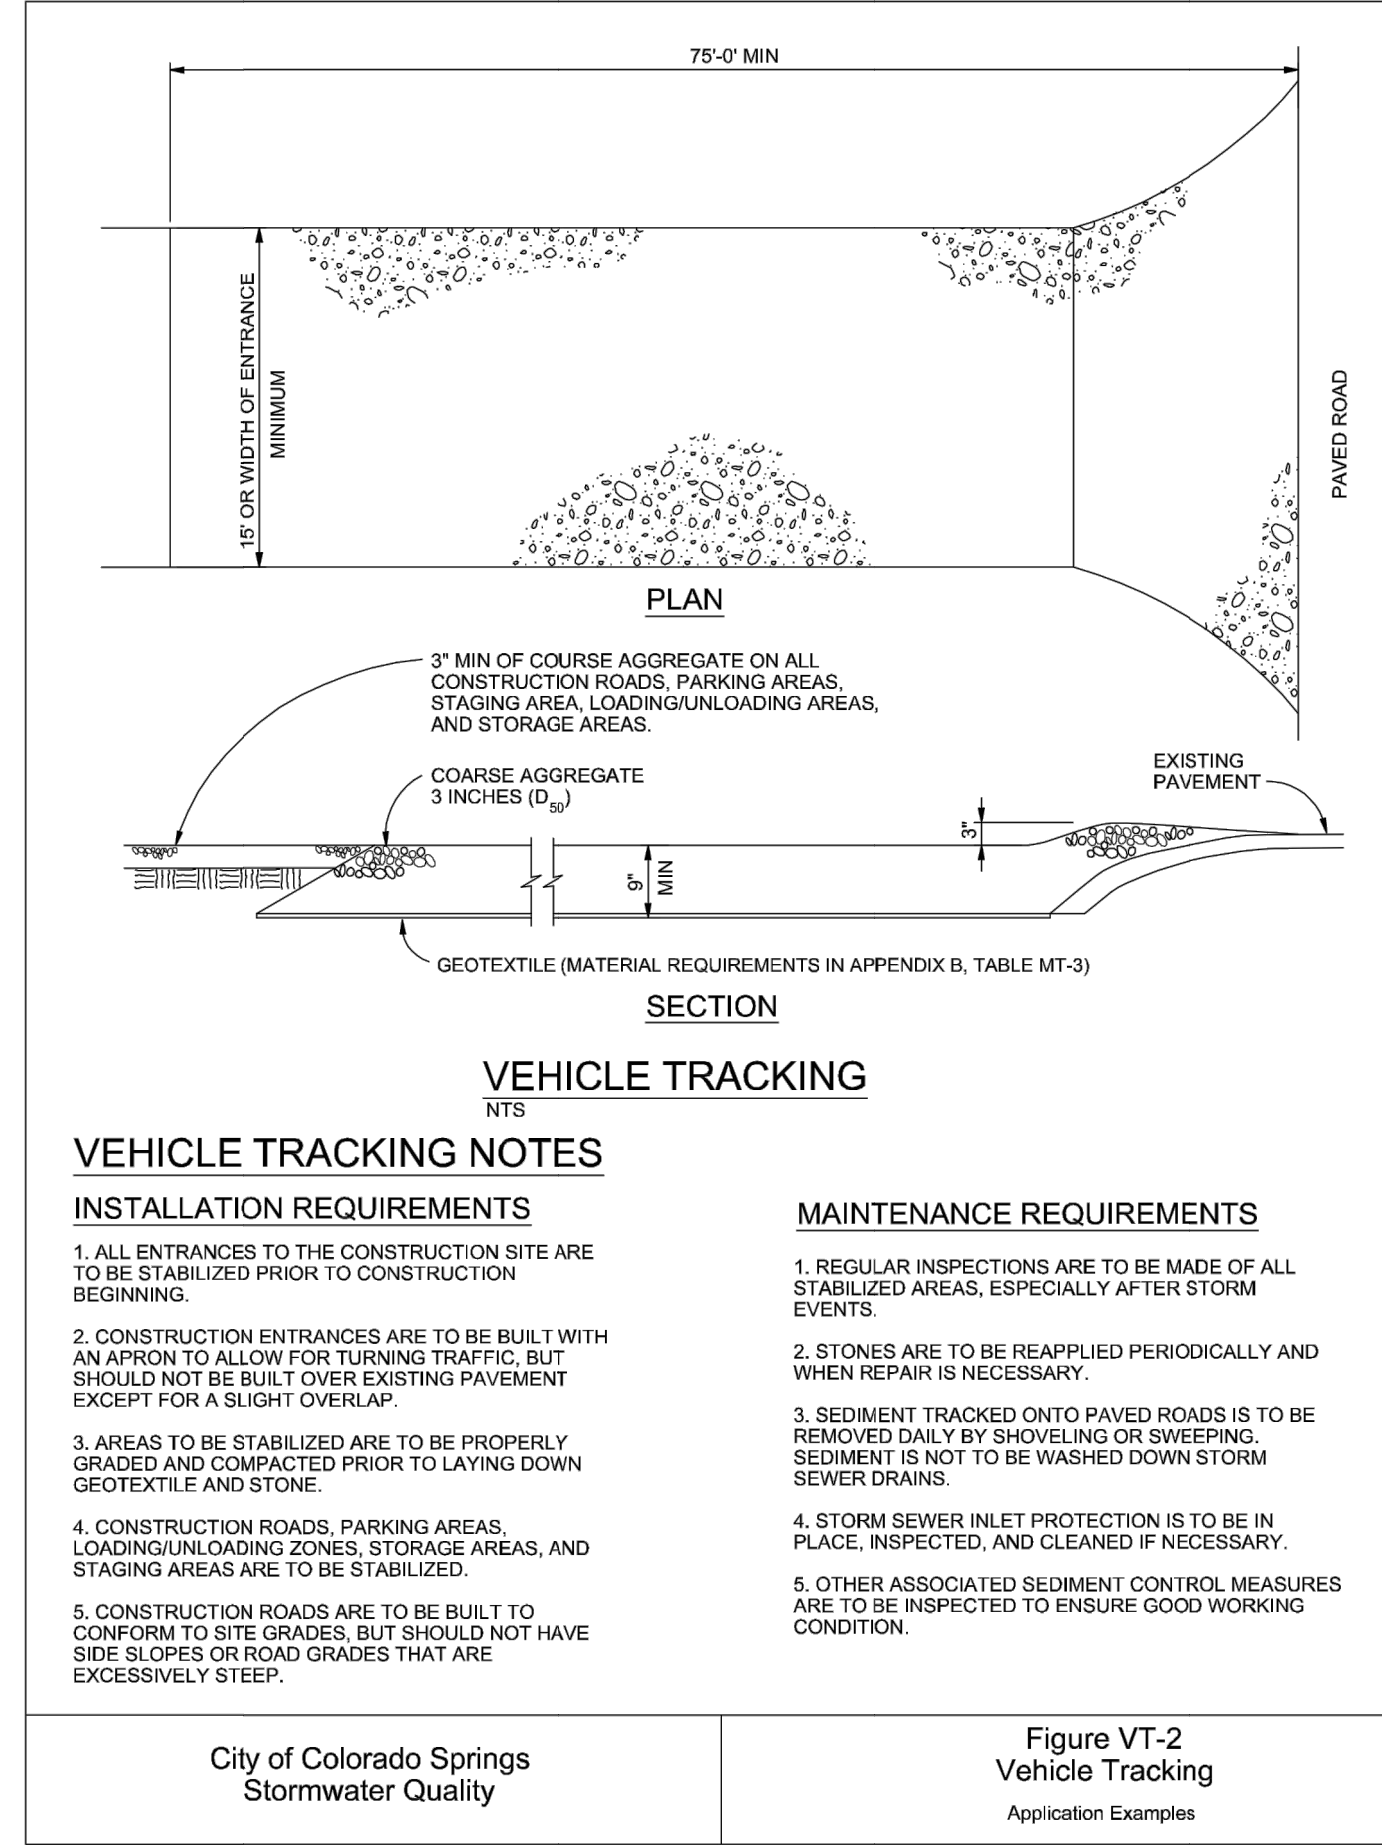 75'-0' MIN
15' OR WIDTH OF ENTRANCE
MINIMUM
PAVED ROAD
PLAN
3" MIN OF COURSE AGGREGATE ON ALL
CONSTRUCTION ROADS, PARKING AREAS,
STAGING AREA, LOADING/UNLOADING AREAS,
AND STORAGE AREAS.
COARSE AGGREGATE
3 INCHES (D50)
EXISTING
PAVEMENT
3"
9"
MIN
GEOTEXTILE (MATERIAL REQUIREMENTS IN APPENDIX B, TABLE MT-3)
SECTION
VEHICLE TRACKING
NTS
VEHICLE TRACKING NOTES
INSTALLATION REQUIREMENTS
1. ALL ENTRANCES TO THE CONSTRUCTION SITE ARE
TO BE STABILIZED PRIOR TO CONSTRUCTION
BEGINNING.
2. CONSTRUCTION ENTRANCES ARE TO BE BUILT WITH
AN APRON TO ALLOW FOR TURNING TRAFFIC, BUT
SHOULD NOT BE BUILT OVER EXISTING PAVEMENT
EXCEPT FOR A SLIGHT OVERLAP.
3. AREAS TO BE STABILIZED ARE TO BE PROPERLY
GRADED AND COMPACTED PRIOR TO LAYING DOWN
GEOTEXTILE AND STONE.
4. CONSTRUCTION ROADS, PARKING AREAS,
LOADING/UNLOADING ZONES, STORAGE AREAS, AND
STAGING AREAS ARE TO BE STABILIZED.
5. CONSTRUCTION ROADS ARE TO BE BUILT TO
CONFORM TO SITE GRADES, BUT SHOULD NOT HAVE
SIDE SLOPES OR ROAD GRADES THAT ARE
EXCESSIVELY STEEP.
MAINTENANCE REQUIREMENTS
1. REGULAR INSPECTIONS ARE TO BE MADE OF ALL
STABILIZED AREAS, ESPECIALLY AFTER STORM
EVENTS.
2. STONES ARE TO BE REAPPLIED PERIODICALLY AND
WHEN REPAIR IS NECESSARY.
3. SEDIMENT TRACKED ONTO PAVED ROADS IS TO BE
REMOVED DAILY BY SHOVELING OR SWEEPING.
SEDIMENT IS NOT TO BE WASHED DOWN STORM
SEWER DRAINS.
4. STORM SEWER INLET PROTECTION IS TO BE IN
PLACE, INSPECTED, AND CLEANED IF NECESSARY.
5. OTHER ASSOCIATED SEDIMENT CONTROL MEASURES
ARE TO BE INSPECTED TO ENSURE GOOD WORKING
CONDITION.
City of Colorado Springs
Stormwater Quality
Figure VT-2
Vehicle Tracking
Application Examples